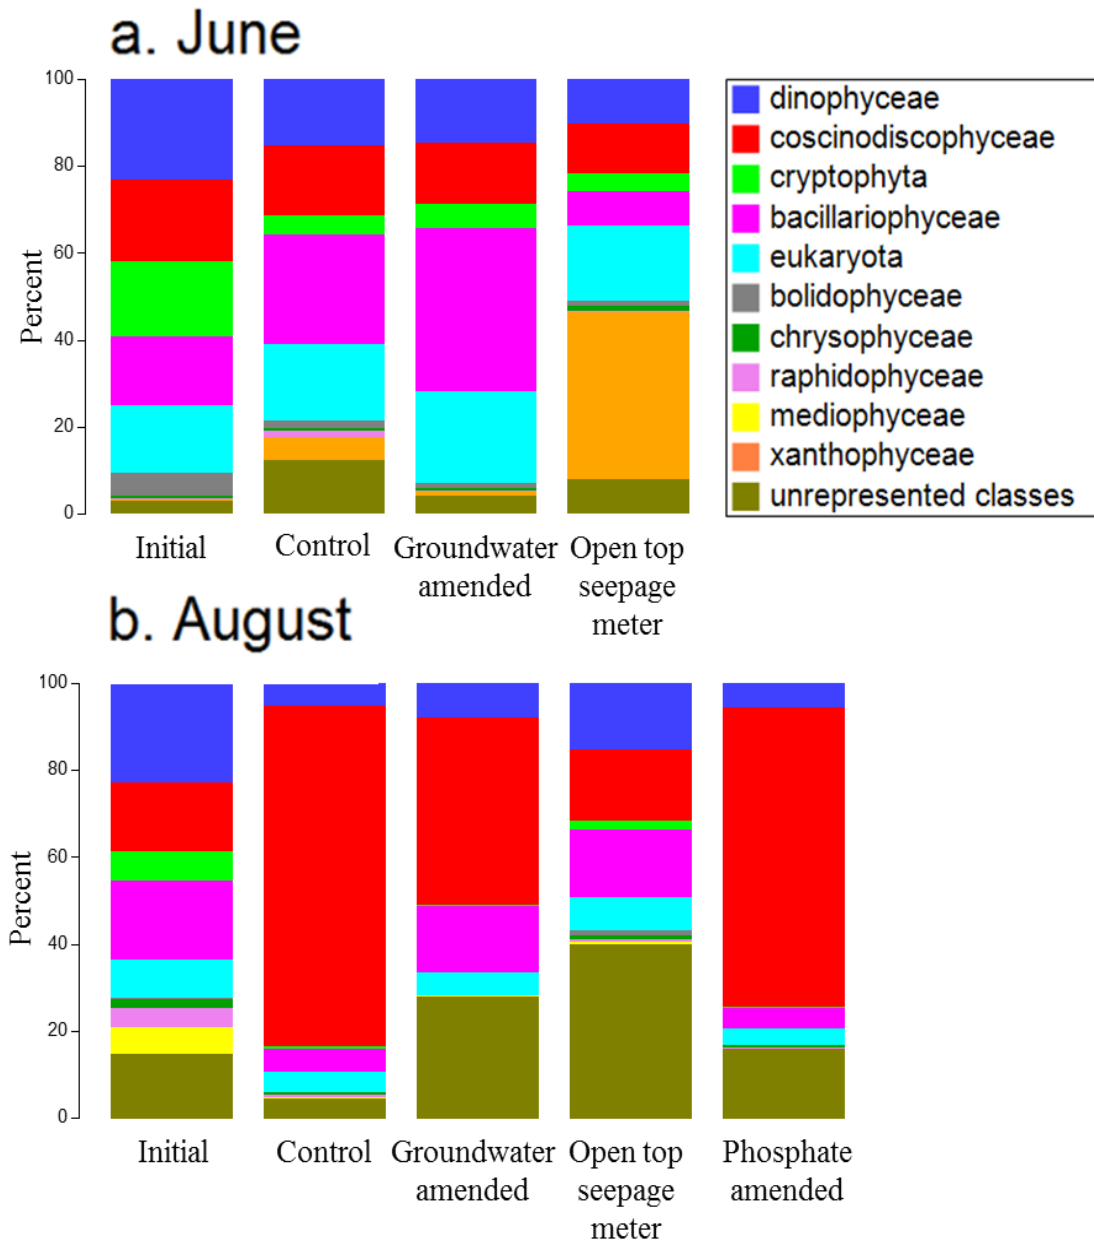 a. June
100
80
60
40
20
0
Percent
Initial
Control
Groundwater
amended
Open top
seepage
meter
dinophyceae
coscinodiscophyceae
cryptophyta
bacillariophyceae
eukaryota
bolidophyceae
chrysophyceae
raphidophyceae
mediophyceae
xanthophyceae
unrepresented classes
b. August
100
80
60
40
20
0
Percent
Initial
Control
Groundwater
amended
Open top
seepage
meter
Phosphate
amended